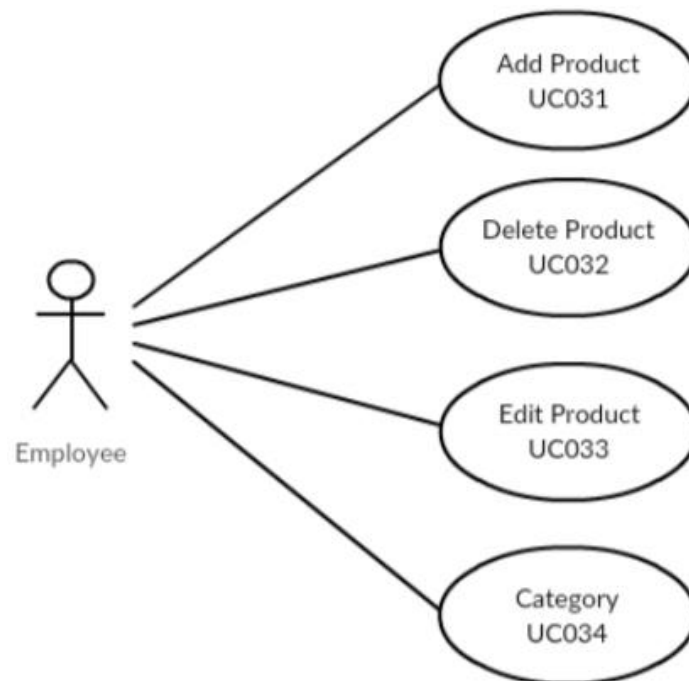 Add Product
UC031
Delete Product
UC032
Edit Product
UC033
Employee
Category
UC034